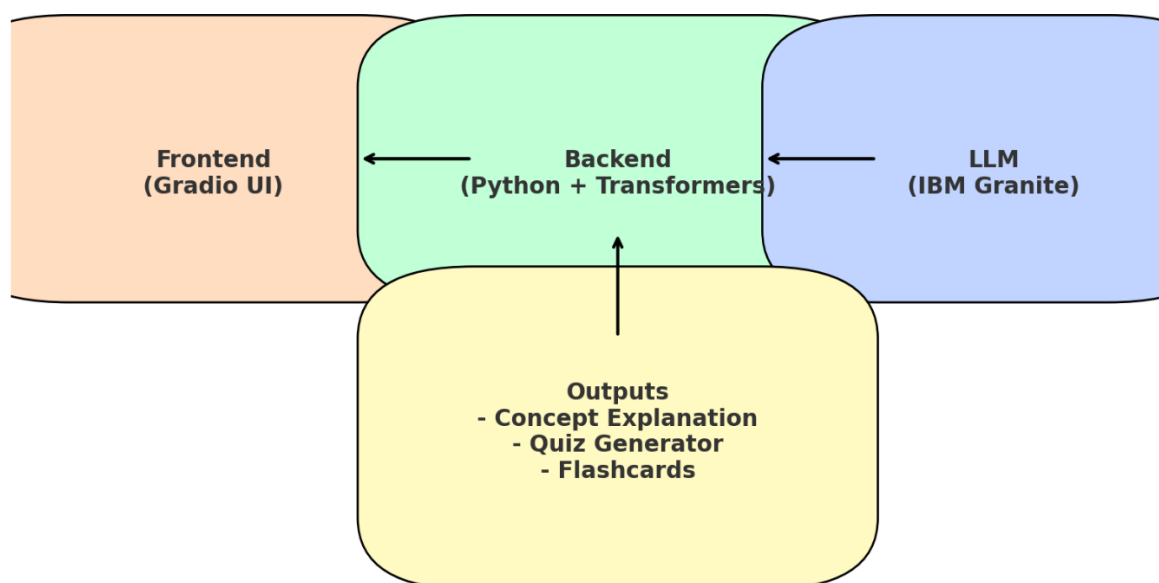 Frontend
(Gradio UI)
Backend
(Python + Transformers)
LLM
(IBM Granite)
Outputs
- Concept Explanation
- Quiz Generator
- Flashcards